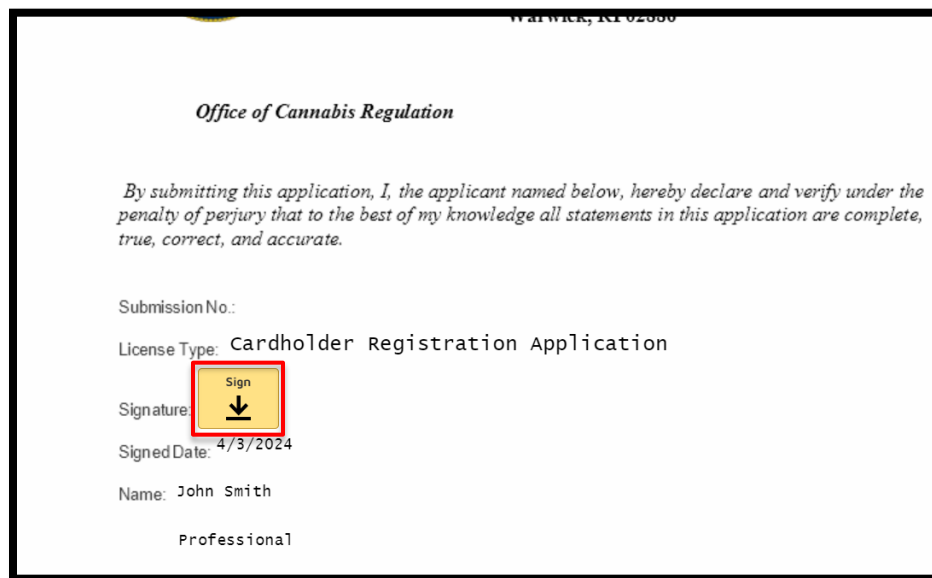 Warwick, RI 02886
Office of Cannabis Regulation
By submitting this application, I, the applicant named below, hereby declare and verify under the
penalty of perjury that to the best of my knowledge all statements in this application are complete,
true, correct, and accurate.
Submission No.:
License Type: Cardholder Registration Application
Sign
Signature:
Signed Date: 4/3/2024
Name: John Smith
Professional